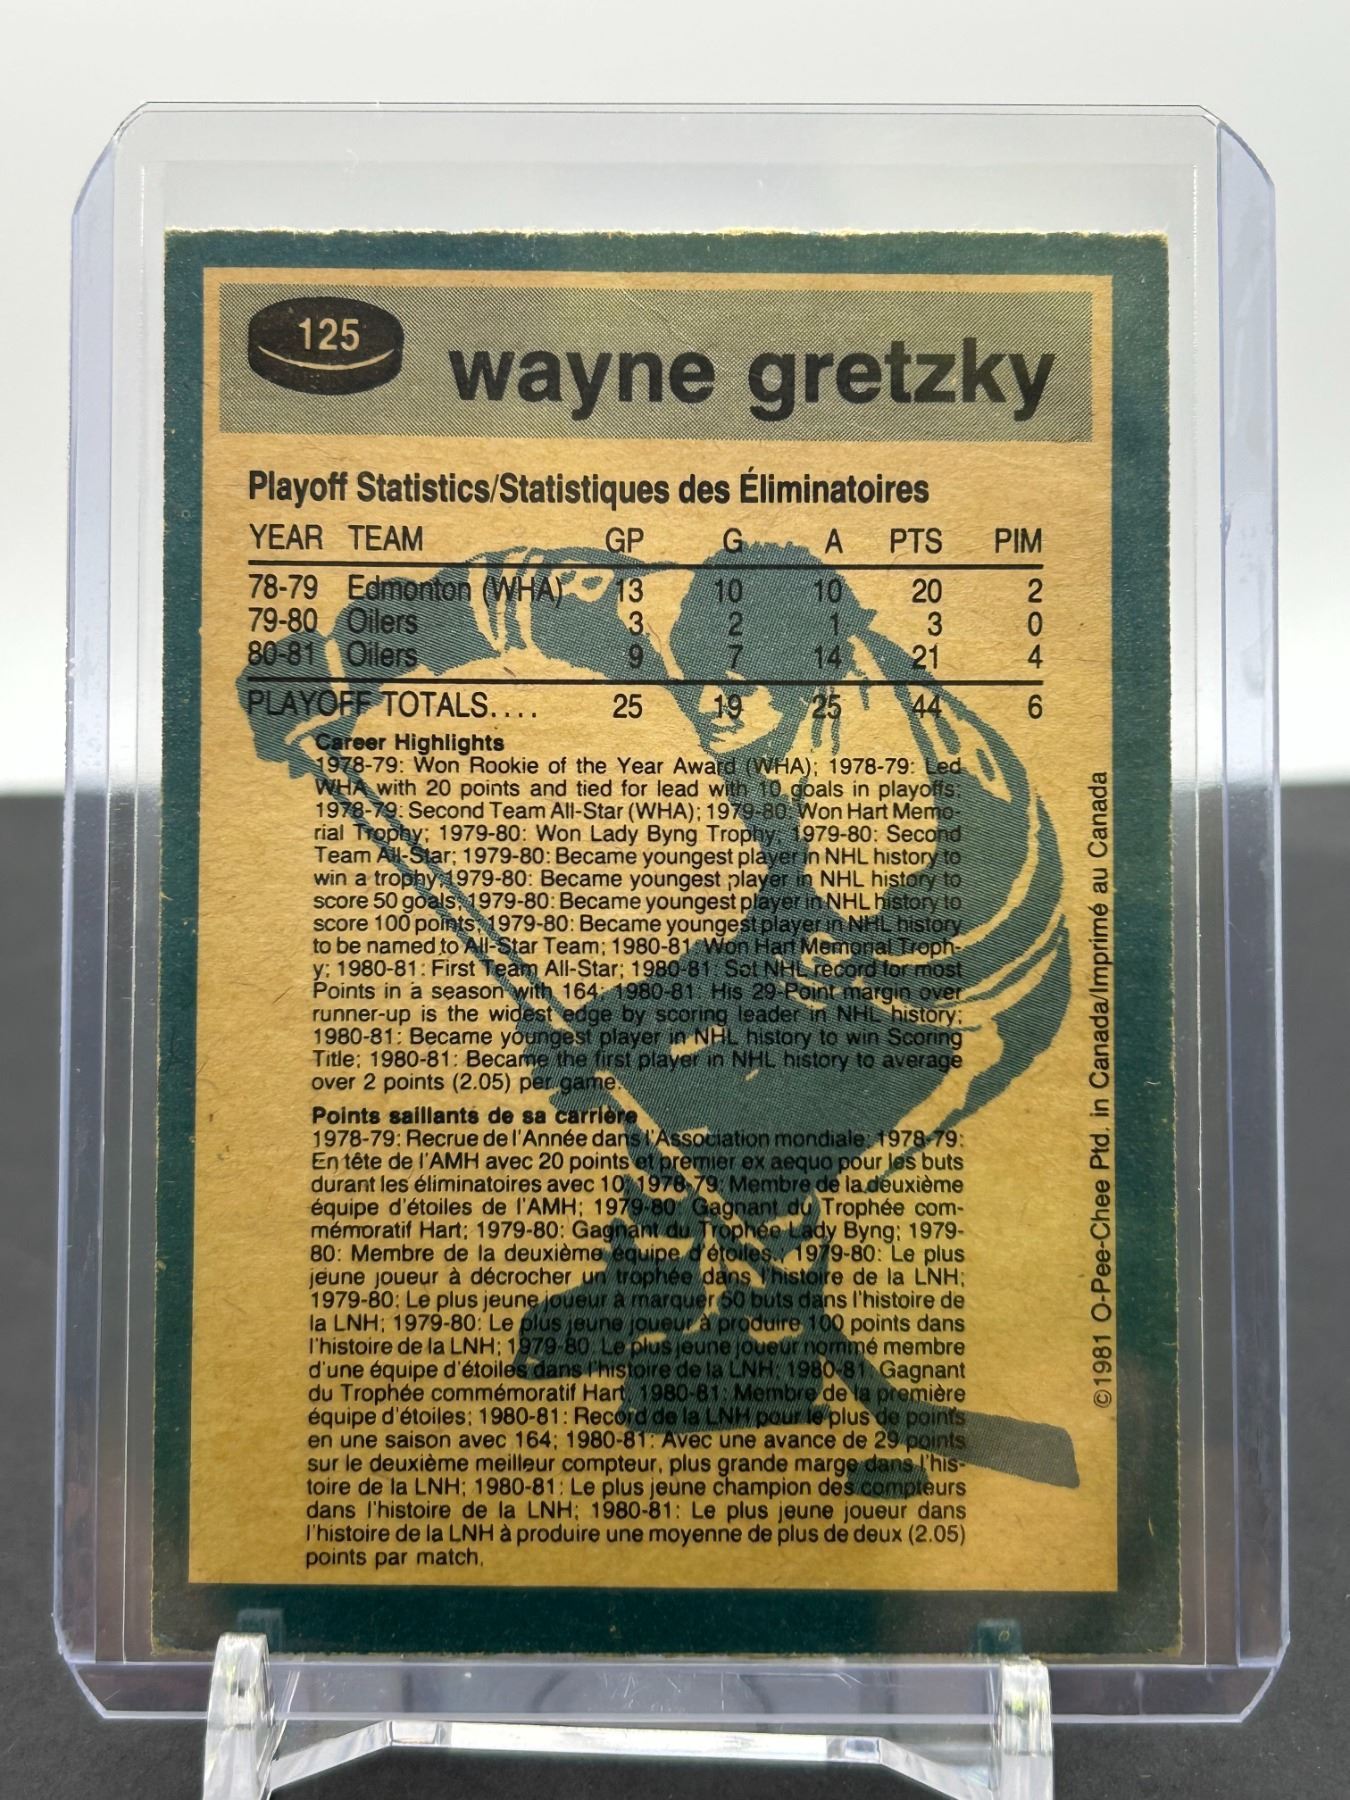 125
wayne gretzky
Playoff Statistics/Statistiques des Éliminatoires
YEAR TEAM GP G A PTS PIM
78-79 Edmonton (WHA) 13 10 10 20 2
79-80 Oilers 3 2 1 3 0
80-81 Oilers 9 7 14 21 4
PLAYOFF TOTALS.... 25 19 25 44 6
Career Highlights
1978-79: Won Rookie of the Year Award (WHA); 1978-79: Led
WHA with 20 points and tied for lead with 10 goals in playoffs;
1978-79: Second Team All-Star (WHA); 1979-80: Won Hart Memo-
rial Trophy; 1979-80: Won Lady Byng Trophy; 1979-80: Second
Team All-Star; 1979-80: Became youngest player in NHL history to
win a trophy;1979-80: Became youngest player in NHL history to
score 50 goals; 1979-80: Became youngest player in NHL history to
score 100 points; 1979-80: Became youngest player in NHL history
to be named to All-Star Team; 1980-81: Won Hart Memorial Troph-
y; 1980-81: First Team All-Star; 1980-81: Set NHL record for most
Points in a season with 164; 1980-81: His 29-Point margin over
runner-up is the widest edge by scoring leader in NHL history;
1980-81: Became youngest player in NHL history to win Scoring
Title; 1980-81: Became the first player in NHL history to average
over 2 points (2.05) per game.
Points saillants de sa carrière
1978-79: Recrue de l'Année dans l'Association mondiale; 1978-79:
En tête de l'AMH avec 20 points et premier ex aequo pour les buts
durant les éliminatoires avec 10; 1978-79: Membre de la deuxième
équipe d'étoiles de l'AMH; 1979-80: Gagnant du Trophée com-
mémoratif Hart; 1979-80: Gagnant du Trophée Lady Byng; 1979-
80: Membre de la deuxième équipe d'étoiles.; 1979-80: Le plus
jeune joueur à décrocher un trophée dans l'histoire de la LNH;
1979-80: Le plus jeune joueur à marquer 50 buts dans l'histoire de
la LNH; 1979-80: Le plus jeune joueur à produire 100 points dans
l'histoire de la LNH; 1979-80: Le plus jeune joueur nommé membre
d'une équipe d'étoiles dans l'histoire de la LNH; 1980-81: Gagnant
du Trophée commémoratif Hart; 1980-81: Membre de la première
équipe d'étoiles; 1980-81: Record de la LNH pour le plus de points
en une saison avec 164; 1980-81: Avec une avance de 29 points
sur le deuxième meilleur compteur, plus grande marge dans l'his-
toire de la LNH; 1980-81: Le plus jeune champion des compteurs
dans l'histoire de la LNH; 1980-81: Le plus jeune joueur dans
l'histoire de la LNH à produire une moyenne de plus de deux (2.05)
points par match.
©1981 O-Pee-Chee Ptd. in Canada/Imprimé au Canada